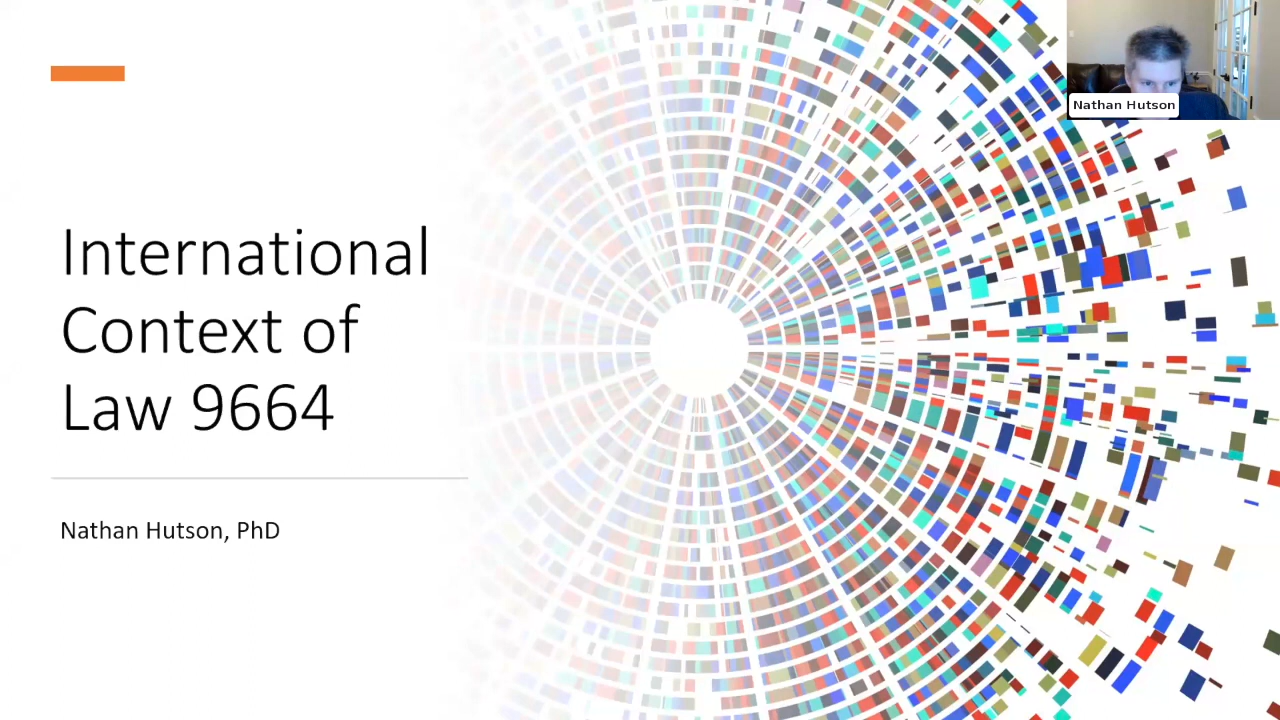 Nathan Hutson
International
Context of
Law 9664
Nathan Hutson, PhD